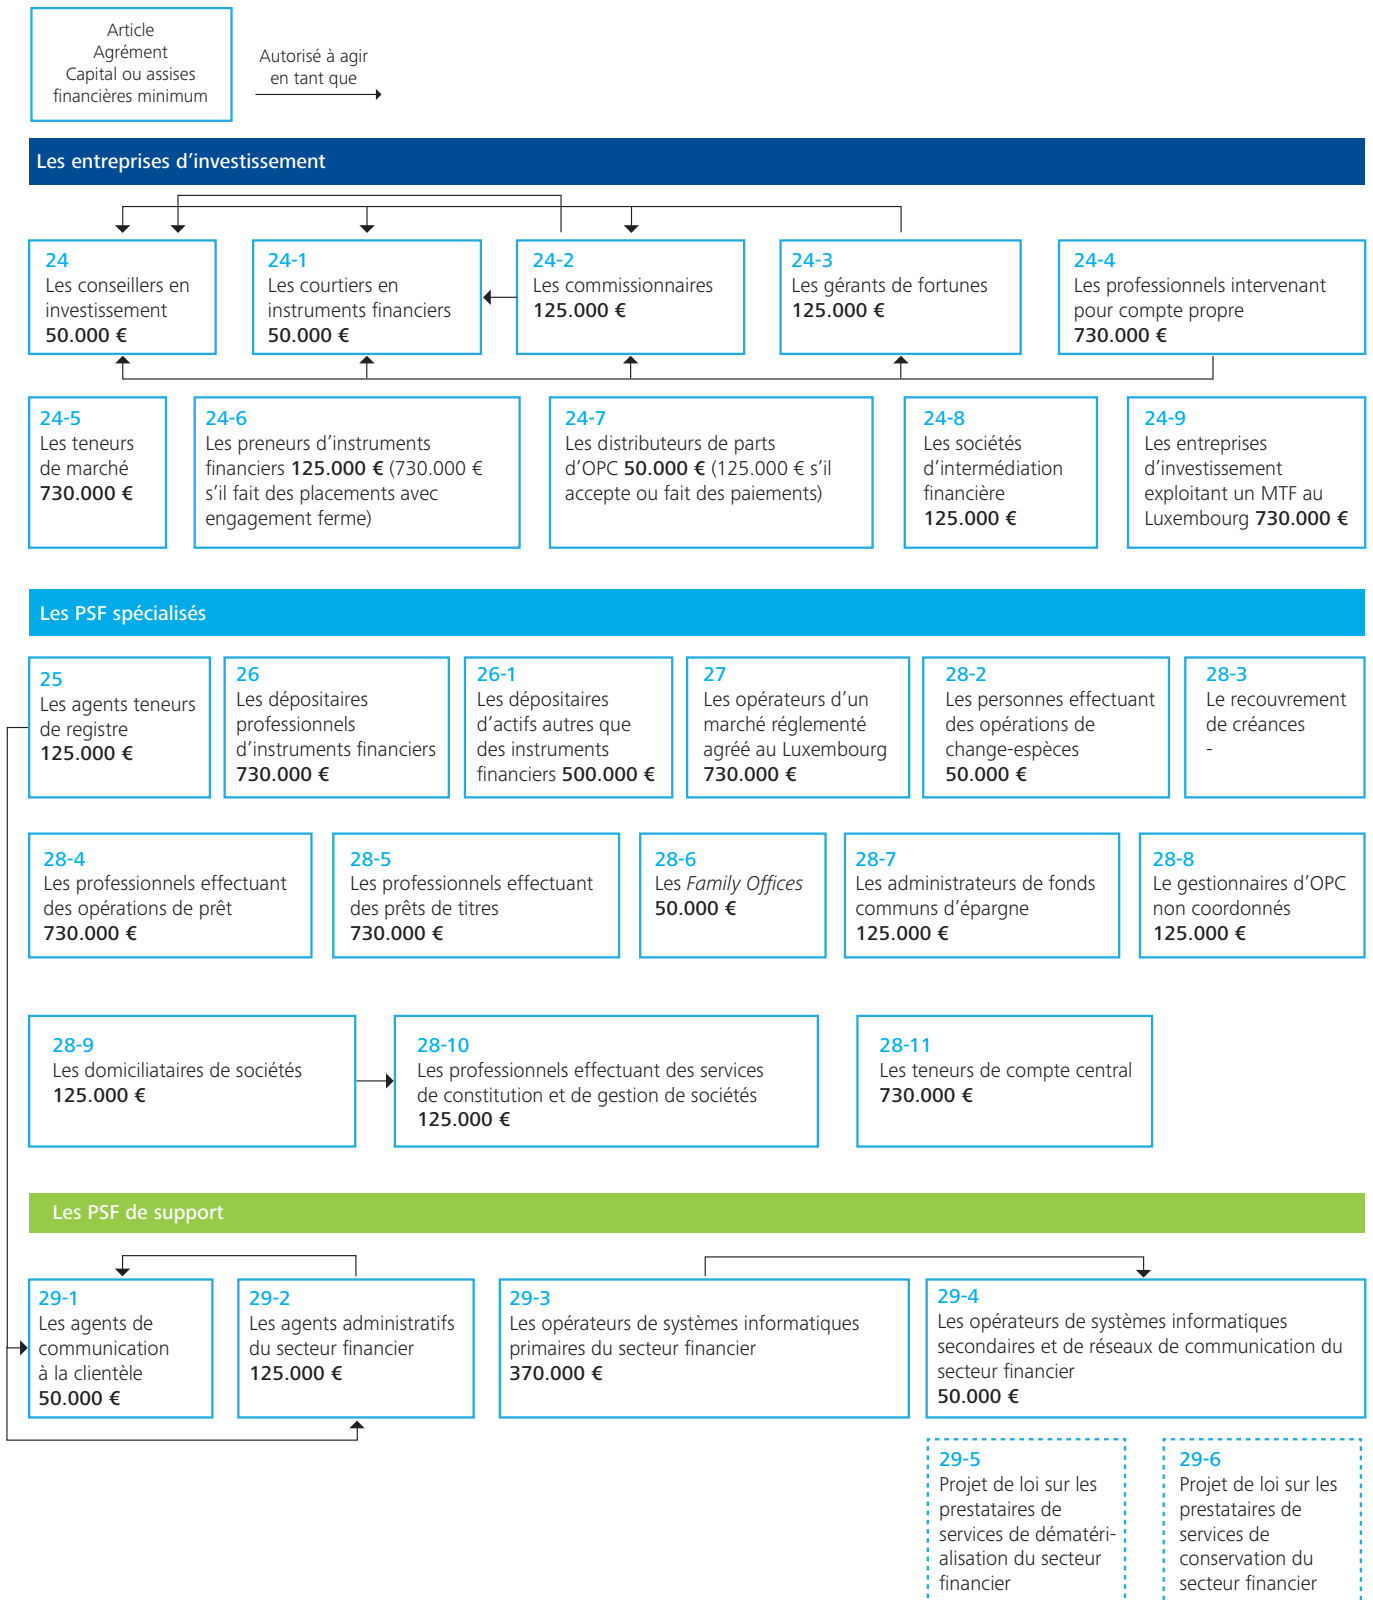 Article
Agrément
Capital ou assises
financières minimum
Autorisé à agir
en tant que
Les entreprises d’investissement
24
Les conseillers en
investissement
50.000 €
24-1
Les courtiers en
instruments financiers
50.000 €
24-2
Les commissionnaires
125.000 €
24-3
Les gérants de fortunes
125.000 €
24-4
Les professionnels intervenant
pour compte propre
730.000 €
24-5
Les teneurs
de marché
730.000 €
24-6
Les preneurs d’instruments
financiers 125.000 € (730.000 €
s’il fait des placements avec
engagement ferme)
24-7
Les distributeurs de parts
d’OPC 50.000 € (125.000 € s’il
accepte ou fait des paiements)
24-8
Les sociétés
d’intermédiation
financière
125.000 €
24-9
Les entreprises
d’investissement
exploitant un MTF au
Luxembourg 730.000 €
Les PSF spécialisés
25
Les agents teneurs
de registre
125.000 €
26
Les dépositaires
professionnels
d’instruments financiers
730.000 €
26-1
Les dépositaires
d’actifs autres que
des instruments
financiers 500.000 €
27
Les opérateurs d’un
marché réglementé
agréé au Luxembourg
730.000 €
28-2
Les personnes effectuant
des opérations de
change-espèces
50.000 €
28-3
Le recouvrement
de créances
-
28-4
Les professionnels effectuant
des opérations de prêt
730.000 €
28-5
Les professionnels effectuant
des prêts de titres
730.000 €
28-6
Les Family Offices
50.000 €
28-7
Les administrateurs de fonds
communs d’épargne
125.000 €
28-8
Le gestionnaires d’OPC
non coordonnés
125.000 €
28-9
Les domiciliataires de sociétés
125.000 €
28-10
Les professionnels effectuant des services
de constitution et de gestion de sociétés
125.000 €
28-11
Les teneurs de compte central
730.000 €
Les PSF de support
29-1
Les agents de
communication
à la clientèle
50.000 €
29-2
Les agents administratifs
du secteur financier
125.000 €
29-3
Les opérateurs de systèmes informatiques
primaires du secteur financier
370.000 €
29-4
Les opérateurs de systèmes informatiques
secondaires et de réseaux de communication du
secteur financier
50.000 €
29-5
Projet de loi sur les
prestataires de
services de dématéri-
alisation du secteur
financier
29-6
Projet de loi sur les
prestataires de
services de
conservation du
secteur financier